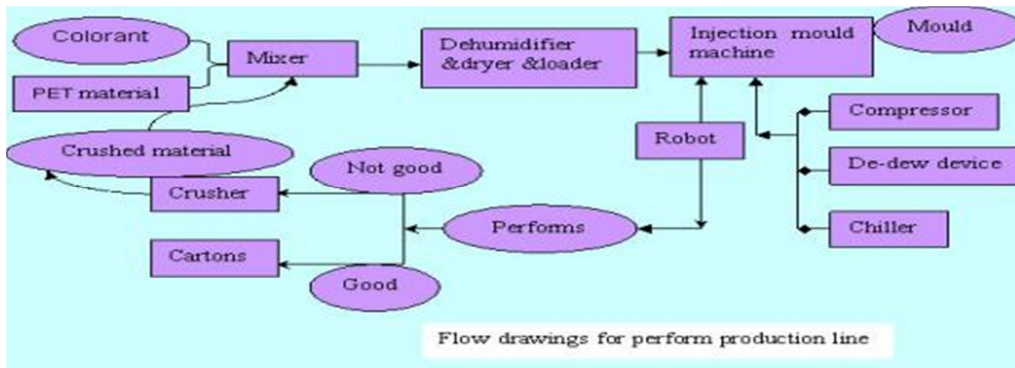 Colorant
PET material
Mixer
Dehumidifier
&dryer &loader
Injection mould
machine
Mould
Compressor
De-dew device
Chiller
Robot
Crushed material
Crusher
Not good
Performs
Cartons
Good
Flow drawings for perform production line